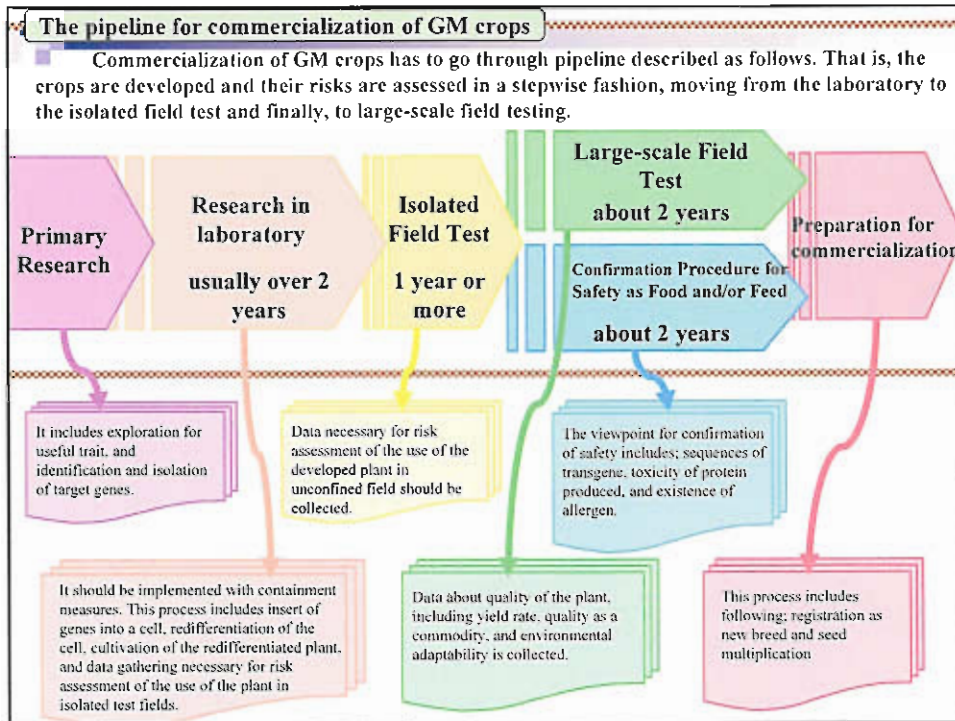 The pipeline for commercialization of GM crops
Commercialization of GM crops has to go through pipeline described as follows. That is, the
crops are developed and their risks are assessed in a stepwise fashion, moving from the laboratory to
the isolated field test and finally, to large-scale field testing.
Primary
Research
Research in
laboratory
usually over 2
years
Isolated
Field Test
1 year or
more
Large-scale Field
Test
about 2 years
Confirmation Procedure for
Safety as Food and/or Feed
about 2 years
Preparation for
commercialization
It includes exploration for
useful trait, and
identification and isolation
of target genes.
Data necessary for risk
assessment of the use of the
developed plant in
unconfined field should be
collected.
The viewpoint for confirmation
of safety includes; sequences of
transgene, toxicity of protein
produced, and existence of
allergen.
It should be implemented with containment
measures. This process includes insert of
genes into a cell, redifferentiation of the
cell, cultivation of the redifferentiated plant,
and data gathering necessary for risk
assessment of the use of the plant in
isolated test fields.
Data about quality of the plant,
including yield rate, quality as a
commodity, and environmental
adaptability is collected.
This process includes
following; registration as
new breed and seed
multiplication